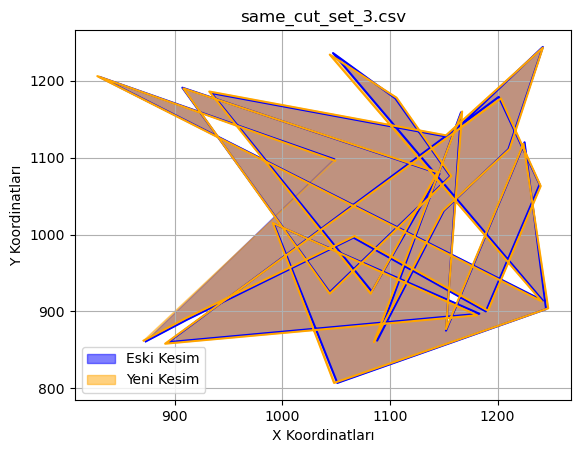 same_cut_set_3.csv
Y Koordinatları
1200
1100
1000
900
800
Eski Kesim
Yeni Kesim
900
1000
1100
1200
X Koordinatları